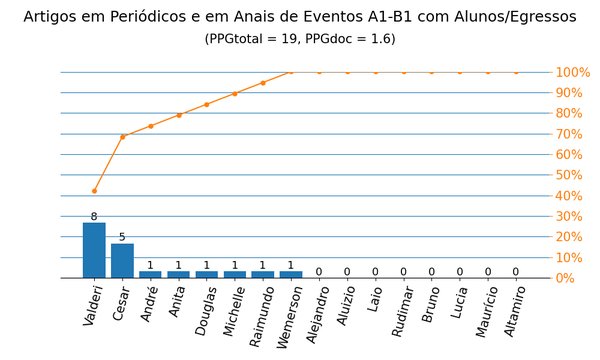 Artigos em Periódicos e em Anais de Eventos A1-B1 com Alunos/Egressos
(PPGtotal = 19, PPGdoc = 1.6)
100%
90%
80%
70%
60%
50%
40%
30%
20%
10%
0%
8
5
1
1
1
1
1
1
0
0
0
0
0
0
0
0
Valderi
Cesar
André
Anita
Douglas
Michelle
Raimundo
Wemerson
Alejandro
Aluizio
Laio
Rudimar
Bruno
Lucia
Maurício
Altamiro